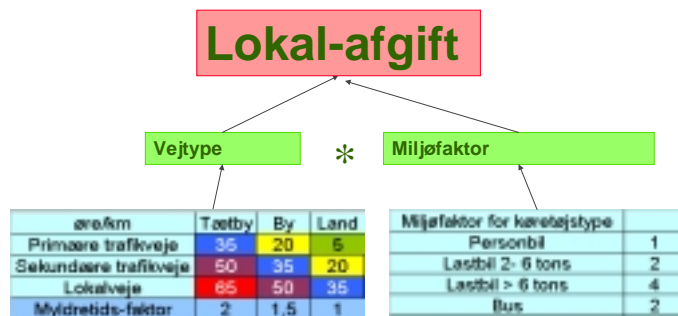 Lokal-afgift
Vejtype * Miljøfaktor
øre/km Tætby By Land
Primære trafikveje 35 20 5
Sekundære trafikveje 50 35 20
Lokalveje 65 50 35
Myldretids-faktor 2 1,5 1
Miljøfaktor for køretøjstype
Personbil 1
Lastbil 2- 6 tons 2
Lastbil > 6 tons 4
Bus 2